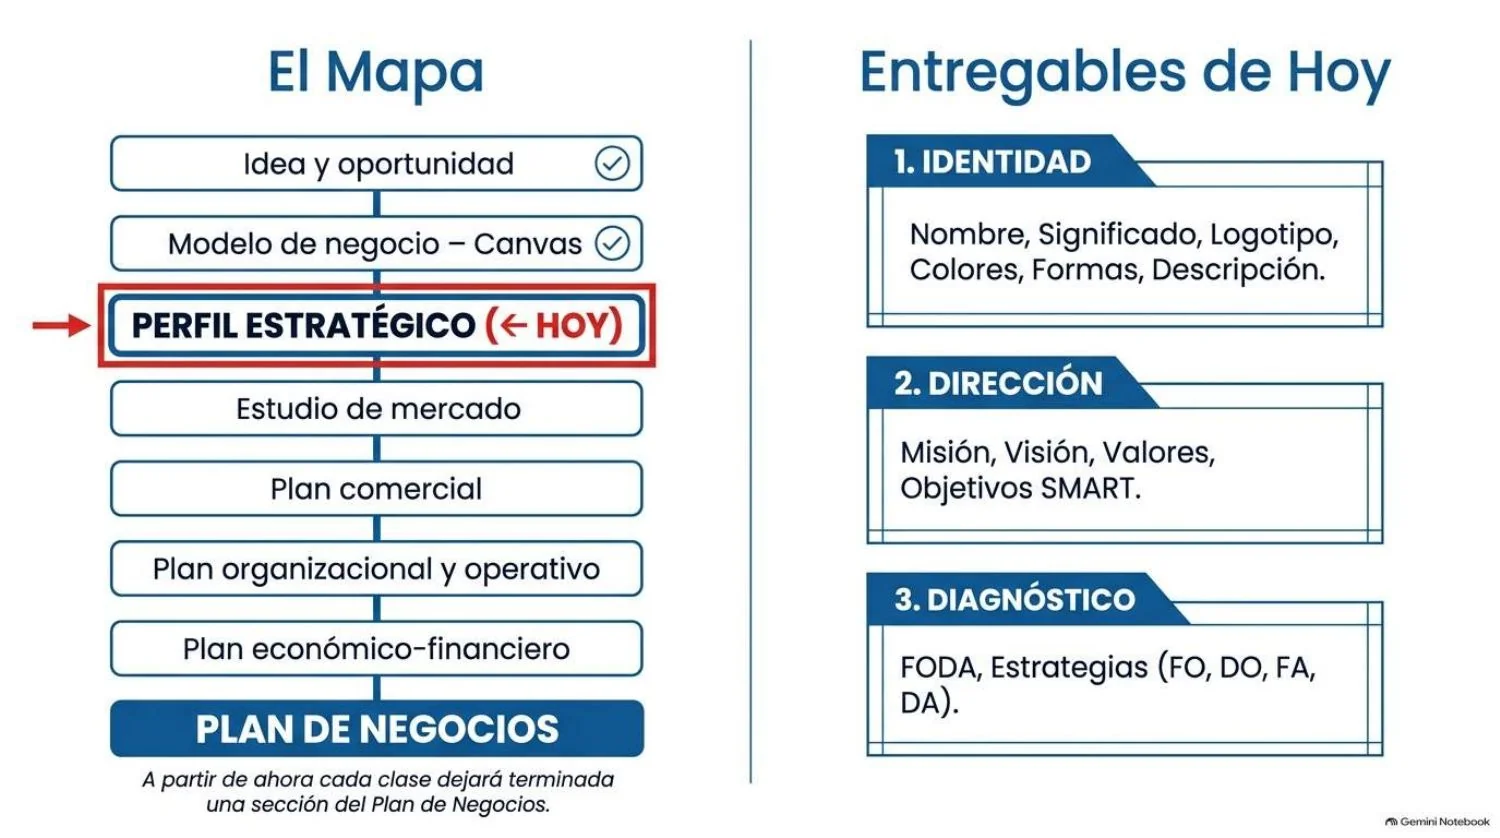 El Mapa
Idea y oportunidad
Modelo de negocio – Canvas
PERFIL ESTRATÉGICO (← HOY)
Estudio de mercado
Plan comercial
Plan organizacional y operativo
Plan económico-financiero
PLAN DE NEGOCIOS
A partir de ahora cada clase dejará terminada
una sección del Plan de Negocios.
Entregables de Hoy
1. IDENTIDAD
Nombre, Significado, Logotipo,
Colores, Formas, Descripción.
2. DIRECCIÓN
Misión, Visión, Valores,
Objetivos SMART.
3. DIAGNÓSTICO
FODA, Estrategias (FO, DO, FA,
DA).
Gemini Notebook